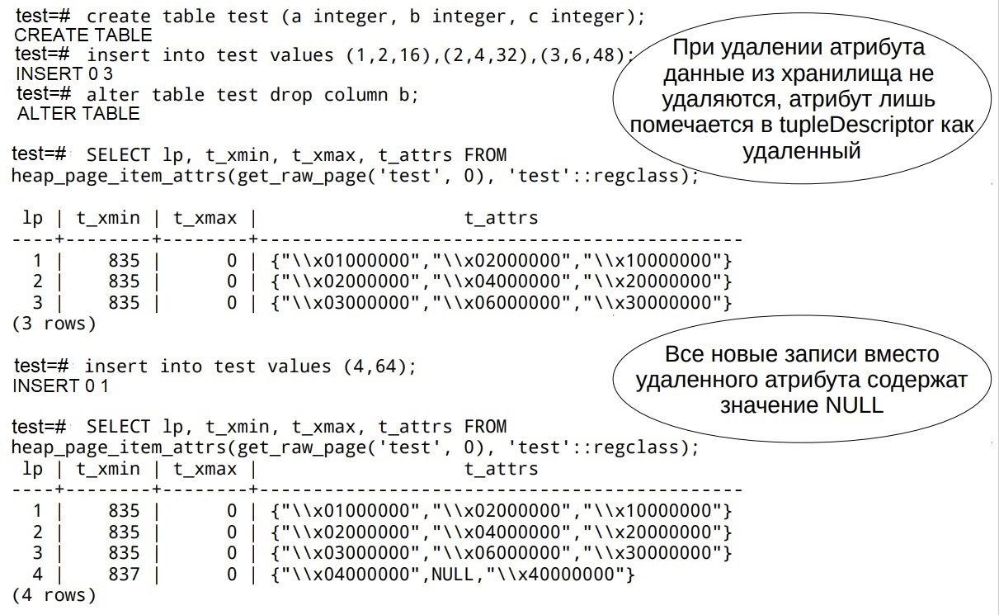 test=# create table test (a integer, b integer, c integer);
CREATE TABLE
test=# insert into test values (1,2,16),(2,4,32),(3,6,48);
INSERT 0 3
test=# alter table test drop column b;
ALTER TABLE
При удалении атрибута
данные из хранилища не
удаляются, атрибут лишь
помечается в tupleDescriptor как
удаленный
test=# SELECT lp, t_xmin, t_xmax, t_attrs FROM
heap_page_item_attrs(get_raw_page('test', 0), 'test'::regclass);
lp | t_xmin | t_xmax | t_attrs
----+--------+--------+---------------------------------------------
1 | 835 | 0 | {"\\x01000000","\\x02000000","\\x10000000"}
2 | 835 | 0 | {"\\x02000000","\\x04000000","\\x20000000"}
3 | 835 | 0 | {"\\x03000000","\\x06000000","\\x30000000"}
(3 rows)
test=# insert into test values (4,64);
INSERT 0 1
Все новые записи вместо
удаленного атрибута содержат
значение NULL
test=# SELECT lp, t_xmin, t_xmax, t_attrs FROM
heap_page_item_attrs(get_raw_page('test', 0), 'test'::regclass);
lp | t_xmin | t_xmax | t_attrs
----+--------+--------+---------------------------------------------
1 | 835 | 0 | {"\\x01000000","\\x02000000","\\x10000000"}
2 | 835 | 0 | {"\\x02000000","\\x04000000","\\x20000000"}
3 | 835 | 0 | {"\\x03000000","\\x06000000","\\x30000000"}
4 | 837 | 0 | {"\\x04000000",NULL,"\\x40000000"}
(4 rows)